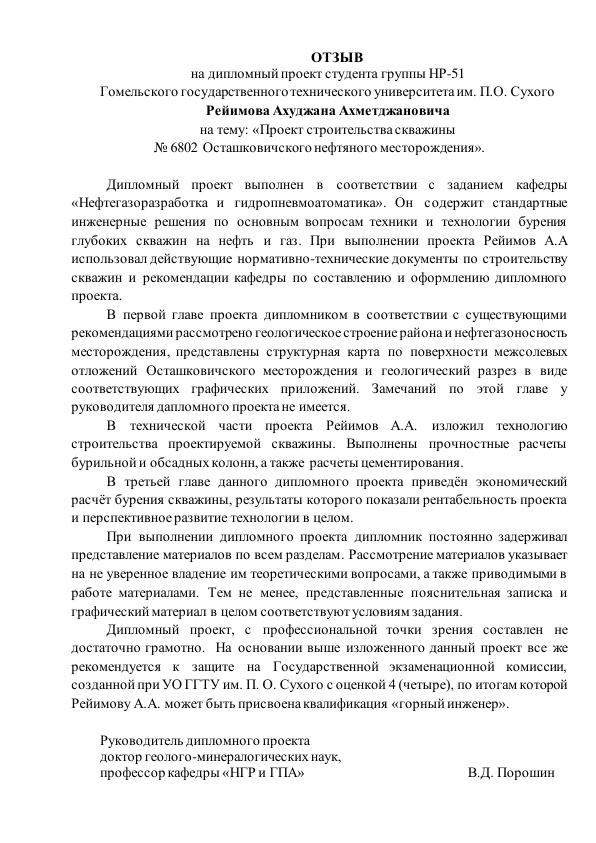 ОТЗЫВ
на дипломный проект студента группы НР-51
Гомельского государственного технического университета им. П.О. Сухого
Рейимова Ахуджана Ахметджановича
на тему: «Проект строительства скважины
№ 6802 Осташковичского нефтяного месторождения».
Дипломный проект выполнен в соответствии с заданием кафедры
«Нефтегазоразработка и гидропневмоатоматика». Он содержит стандартные
инженерные решения по основным вопросам техники и технологии бурения
глубоких скважин на нефть и газ. При выполнении проекта Рейимов А.А
использовал действующие нормативно-технические документы по строительству
скважин и рекомендации кафедры по составлению и оформлению дипломного
проекта.
В первой главе проекта дипломником в соответствии с существующими
рекомендациями рассмотрено геологическое строение района и нефтегазоносность
месторождения, представлены структурная карта по поверхности межсолевых
отложений Осташковичского месторождения и геологический разрез в виде
соответствующих графических приложений. Замечаний по этой главе у
руководителя дапломного проекта не имеется.
В технической части проекта Рейимов А.А. изложил технологию
строительства проектируемой скважины. Выполнены прочностные расчеты
бурильной и обсадных колонн, а также расчеты цементирования.
В третьей главе данного дипломного проекта приведён экономический
расчёт бурения скважины, результаты которого показали рентабельность проекта
и перспективное развитие технологии в целом.
При выполнении дипломного проекта дипломник постоянно задерживал
представление материалов по всем разделам. Рассмотрение материалов указывает
на не уверенное владение им теоретическими вопросами, а также приводимыми в
работе материалами. Тем не менее, представленные пояснительная записка и
графический материал в целом соответствуют условиям задания.
Дипломный проект, с профессиональной точки зрения составлен не
достаточно грамотно. На основании выше изложенного данный проект все же
рекомендуется к защите на Государственной экзаменационной комиссии,
созданной при УО ГГТУ им. П. О. Сухого с оценкой 4 (четыре), по итогам которой
Рейимову А.А. может быть присвоена квалификация «горный инженер».
Руководитель дипломного проекта
доктор геолого-минералогических наук,
профессор кафедры «НГР и ГПА» В.Д. Порошин